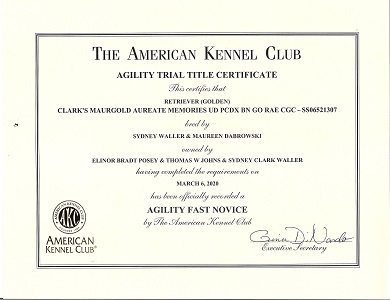 THE AMERICAN KENNEL CLUB
AGILITY TRIAL TITLE CERTIFICATE
This certifies that
RETRIEVER (GOLDEN)
CLARK'S MAURGOLD AUREATE MEMORIES UD PCDX BN GO RAE CGC - SS06521307
bred by
SYDNEY WALLER & MAUREEN DABROWSKI
owned by
ELINOR BRADT POSEY & THOMAS W JOHNS & SYDNEY CLARK WALLER
having completed the requirements on
MARCH 6, 2020
has been officially recorded a
AGILITY FAST NOVICE
by The American Kennel Club
AKC
AMERICAN
KENNEL CLUB®
Executive Secretary